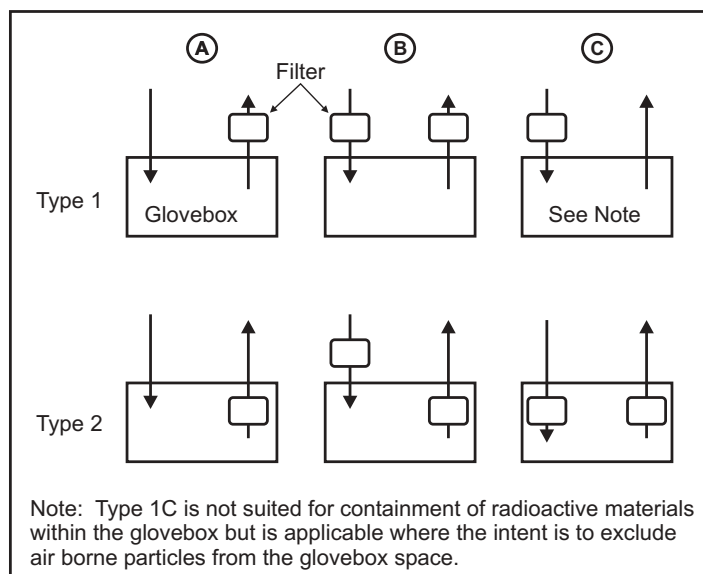 A B C
Filter
Type 1
Glovebox
See Note
Type 2
Note: Type 1C is not suited for containment of radioactive materials
within the glovebox but is applicable where the intent is to exclude
air borne particles from the glovebox space.